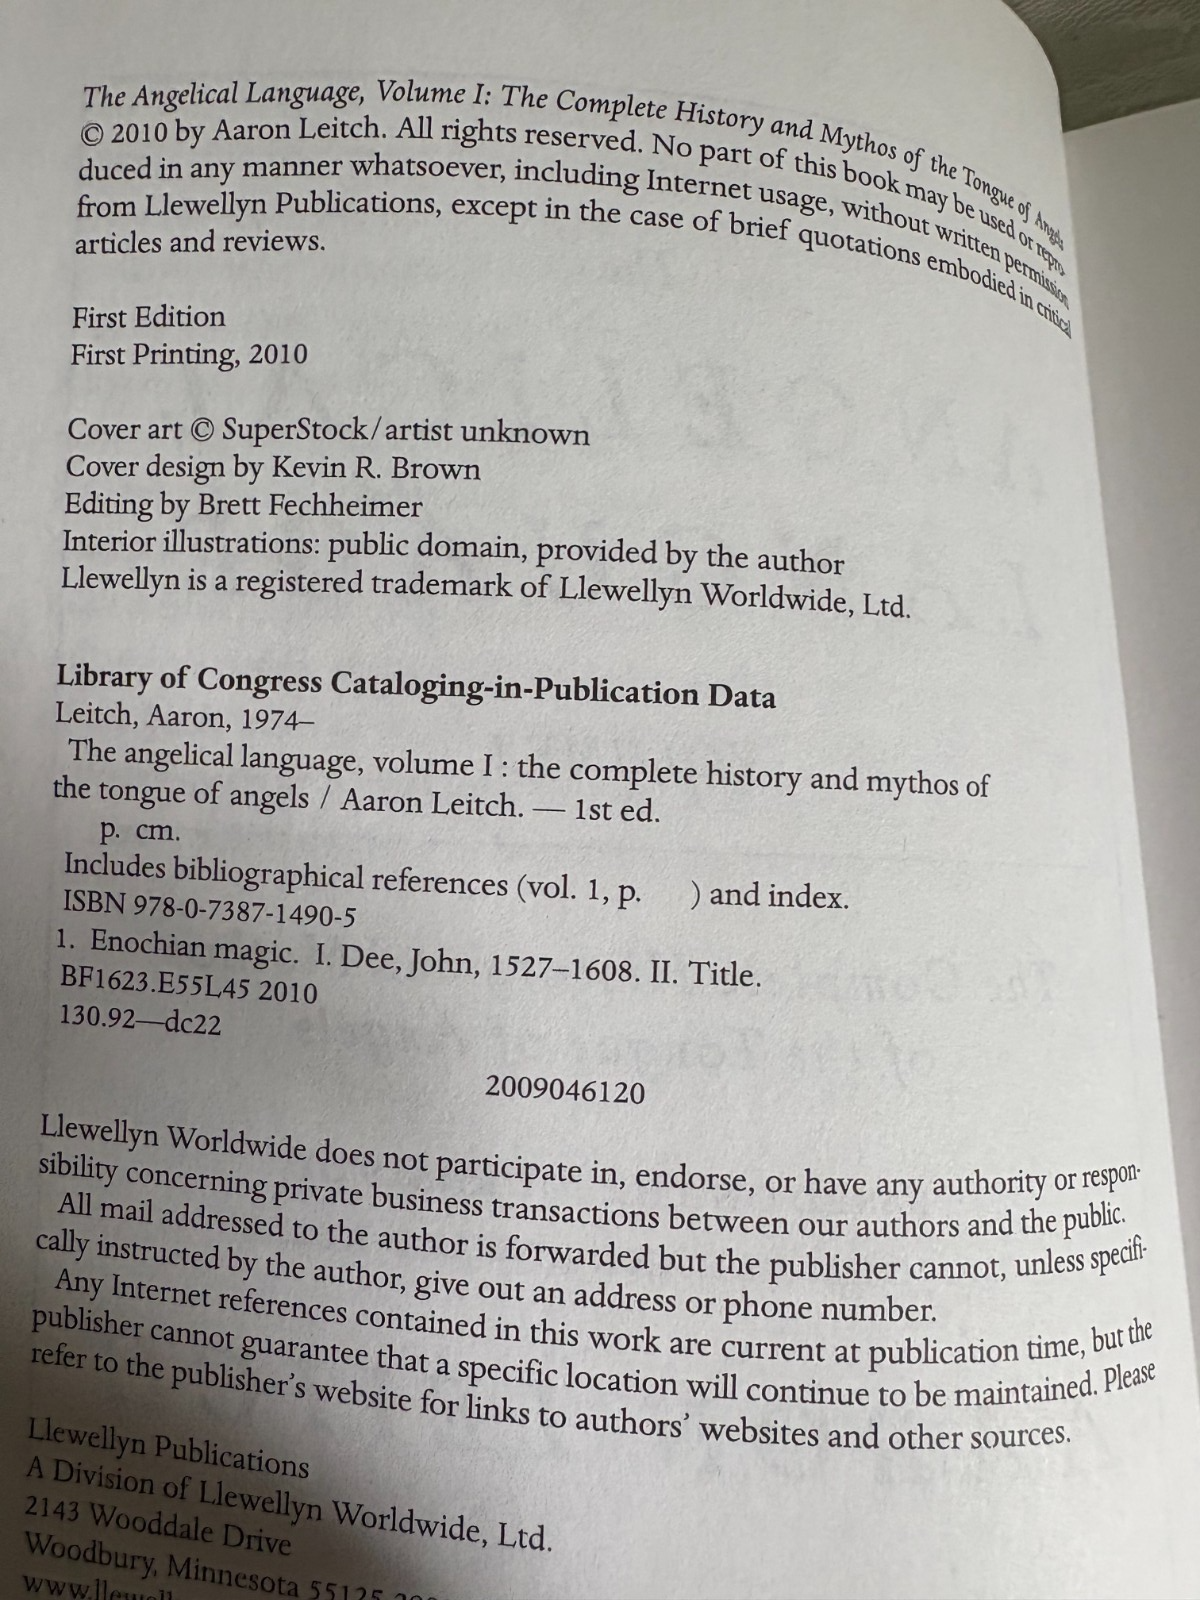 The Angelical Language, Volume I: The Complete History and Mythos of the Tongue of Angels
© 2010 by Aaron Leitch. All rights reserved. No part of this book may be used or repro-
duced in any manner whatsoever, including Internet usage, without written permission
from Llewellyn Publications, except in the case of brief quotations embodied in critical
articles and reviews.
First Edition
First Printing, 2010
Cover art © SuperStock/artist unknown
Cover design by Kevin R. Brown
Editing by Brett Fechheimer
Interior illustrations: public domain, provided by the author
Llewellyn is a registered trademark of Llewellyn Worldwide, Ltd.
Library of Congress Cataloging-in-Publication Data
Leitch, Aaron, 1974–
The angelical language, volume I : the complete history and mythos of
the tongue of angels / Aaron Leitch. — 1st ed.
p. cm.
Includes bibliographical references (vol. 1, p. ) and index.
ISBN 978-0-7387-1490-5
1. Enochian magic. I. Dee, John, 1527–1608. II. Title.
BF1623.E55L45 2010
130.92—dc22
2009046120
Llewellyn Worldwide does not participate in, endorse, or have any authority or respon-
sibility concerning private business transactions between our authors and the public.
All mail addressed to the author is forwarded but the publisher cannot, unless specifi-
cally instructed by the author, give out an address or phone number.
Any Internet references contained in this work are current at publication time, but the
publisher cannot guarantee that a specific location will continue to be maintained. Please
refer to the publisher's website for links to authors' websites and other sources.
Llewellyn Publications
A Division of Llewellyn Worldwide, Ltd.
2143 Wooddale Drive
Woodbury, Minnesota 55125